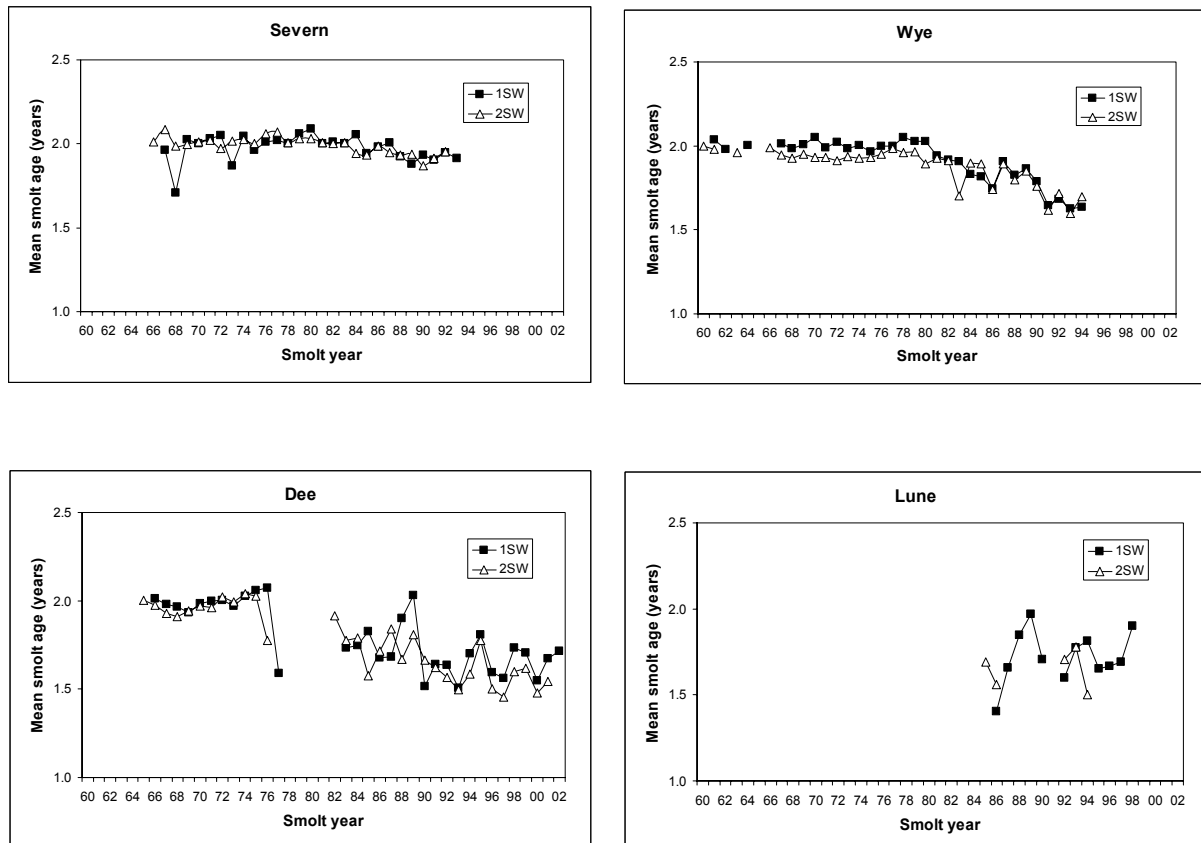 Severn
Mean smolt age (years)
2.5
2.0
1.5
1.0
1SW
2SW
60 62 64 66 68 70 72 74 76 78 80 82 84 86 88 90 92 94 96 98 00 02
Smolt year
Wye
Mean smolt age (years)
2.5
2.0
1.5
1.0
1SW
2SW
60 62 64 66 68 70 72 74 76 78 80 82 84 86 88 90 92 94 96 98 00 02
Smolt year
Dee
Mean smolt age (years)
2.5
2.0
1.5
1.0
1SW
2SW
60 62 64 66 68 70 72 74 76 78 80 82 84 86 88 90 92 94 96 98 00 02
Smolt year
Lune
Mean smolt age (years)
2.5
2.0
1.5
1.0
1SW
2SW
60 62 64 66 68 70 72 74 76 78 80 82 84 86 88 90 92 94 96 98 00 02
Smolt year